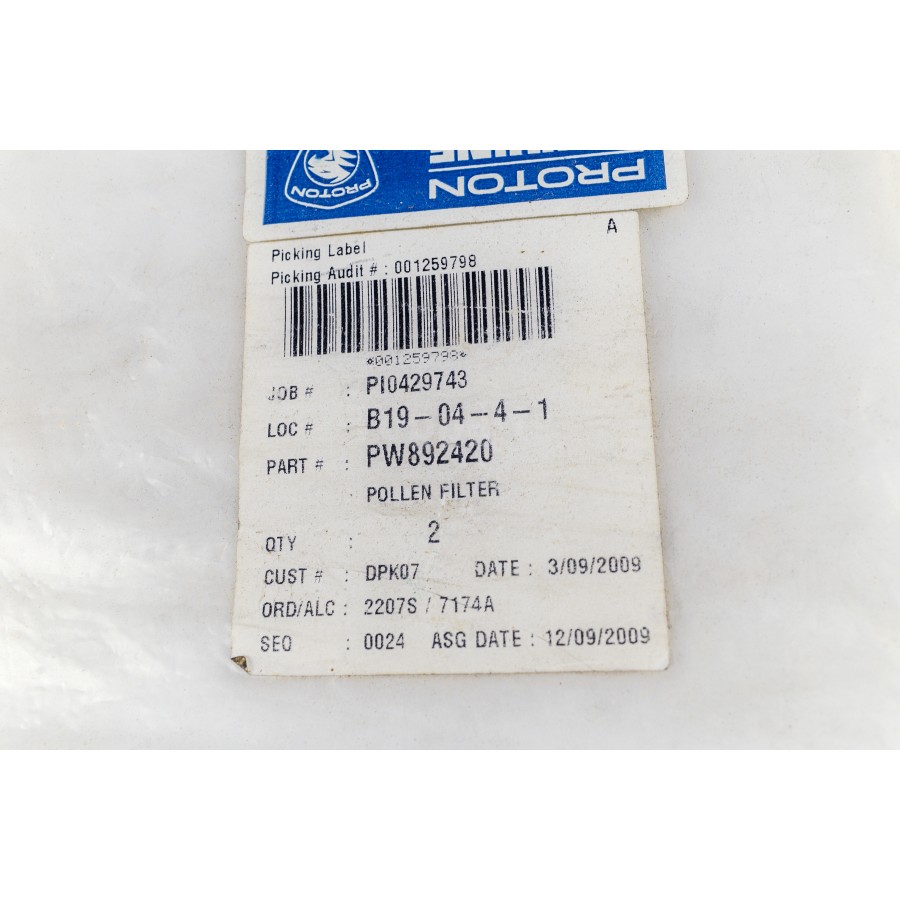 PROTON
PROTON
Picking Label
A
Picking Audit # : 001259798
*001259798*
JOB # : PI0429743
LOC # : B19-04-4-1
PART # : PW892420
POLLEN FILTER
QTY : 2
CUST # : DPK07 DATE : 3/09/2009
ORD/ALC : 2207S / 7174A
SEQ : 0024 ASG DATE : 12/09/2009